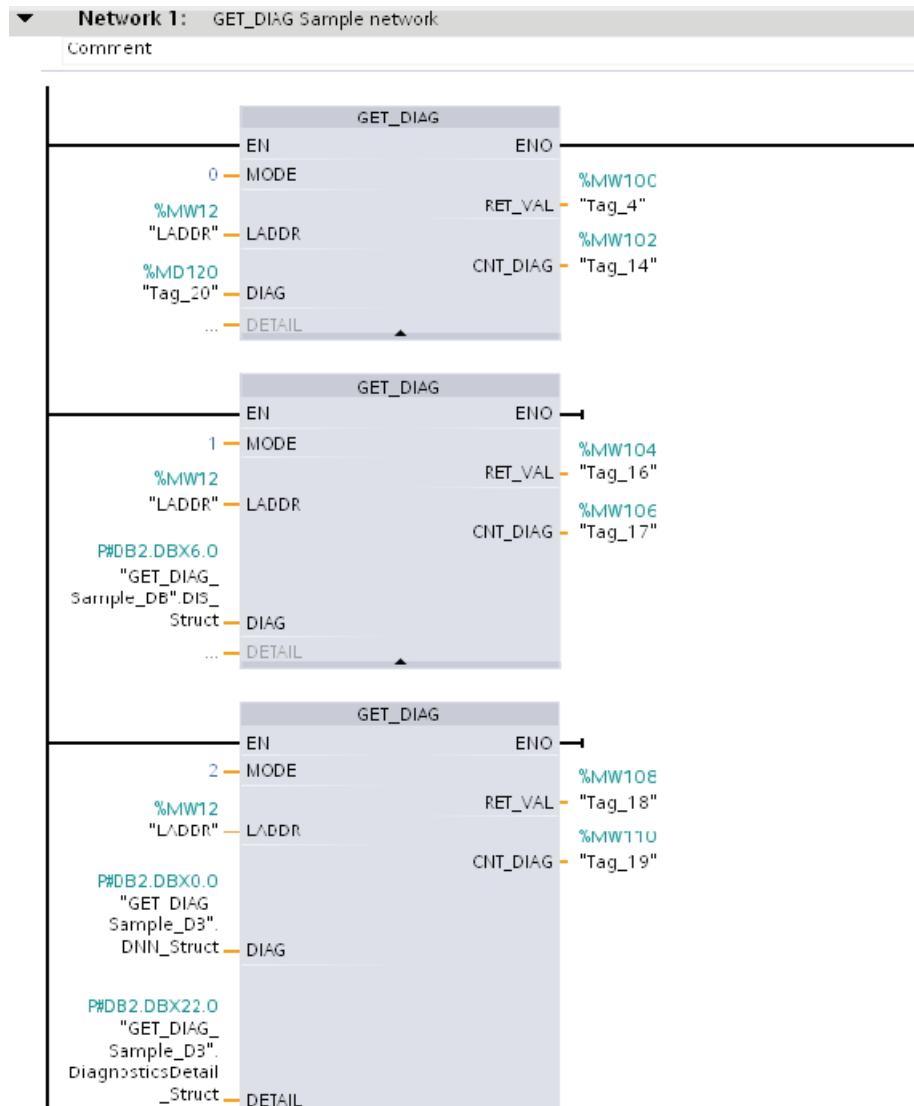 Network 1: GET_DIAG Sample network
Comment
GET_DIAG
EN ENO
0 MODE
%MW100
RET_VAL "Tag_4"
%MW12
"LADDR" LADDR
%MW102
CNT_DIAG "Tag_14"
%MD120
"Tag_20" DIAG
... DETAIL
GET_DIAG
EN ENO
1 MODE
%MW104
RET_VAL "Tag_16"
%MW12
"LADDR" LADDR
%MW106
CNT_DIAG "Tag_17"
P#DB2.DBX6.0
"GET_DIAG_
Sample_DB".DIS_
Struct DIAG
... DETAIL
GET_DIAG
EN ENO
2 MODE
%MW108
RET_VAL "Tag_18"
%MW12
"LADDR" LADDR
%MW110
CNT_DIAG "Tag_19"
P#DB2.DBX0.0
"GET_DIAG_
Sample_DB".
DNN_Struct DIAG
P#DB2.DBX22.0
"GET_DIAG_
Sample_DB".
DiagnosticsDetail
_Struct DETAIL